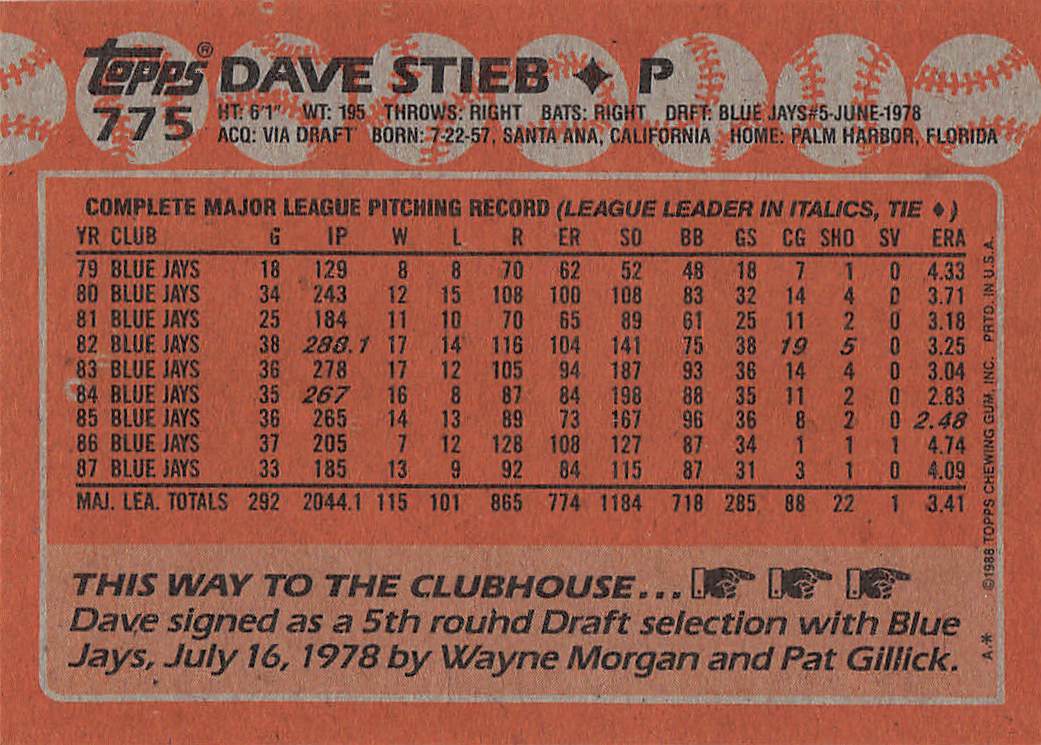 topps® DAVE STIEB ✦ P
775 HT: 6'1" WT: 195 THROWS: RIGHT BATS: RIGHT DRFT: BLUE JAYS#5-JUNE-1978
ACQ: VIA DRAFT BORN: 7-22-57, SANTA ANA, CALIFORNIA HOME: PALM HARBOR, FLORIDA
COMPLETE MAJOR LEAGUE PITCHING RECORD (LEAGUE LEADER IN ITALICS, TIE ♦)
YR CLUB G IP W L R ER SO BB GS CG SHO SV ERA
79 BLUE JAYS 18 129 8 8 70 62 52 48 18 7 1 0 4.33
80 BLUE JAYS 34 243 12 15 108 100 108 83 32 14 4 0 3.71
81 BLUE JAYS 25 184 11 10 70 65 89 61 25 11 2 0 3.18
82 BLUE JAYS 38 288.1 17 14 116 104 141 75 38 19 5 0 3.25
83 BLUE JAYS 36 278 17 12 105 94 187 93 36 14 4 0 3.04
84 BLUE JAYS 35 267 16 8 87 84 198 88 35 11 2 0 2.83
85 BLUE JAYS 36 265 14 13 89 73 167 96 36 8 2 0 2.48
86 BLUE JAYS 37 205 7 12 128 108 127 87 34 1 1 1 4.74
87 BLUE JAYS 33 185 13 9 92 84 115 87 31 3 1 0 4.09
MAJ. LEA. TOTALS 292 2044.1 115 101 865 774 1184 718 285 88 22 1 3.41
THIS WAY TO THE CLUBHOUSE...
Dave signed as a 5th round Draft selection with Blue
Jays, July 16, 1978 by Wayne Morgan and Pat Gillick.
A.* ©1988 TOPPS CHEWING GUM, INC. PRTD. IN U.S.A.